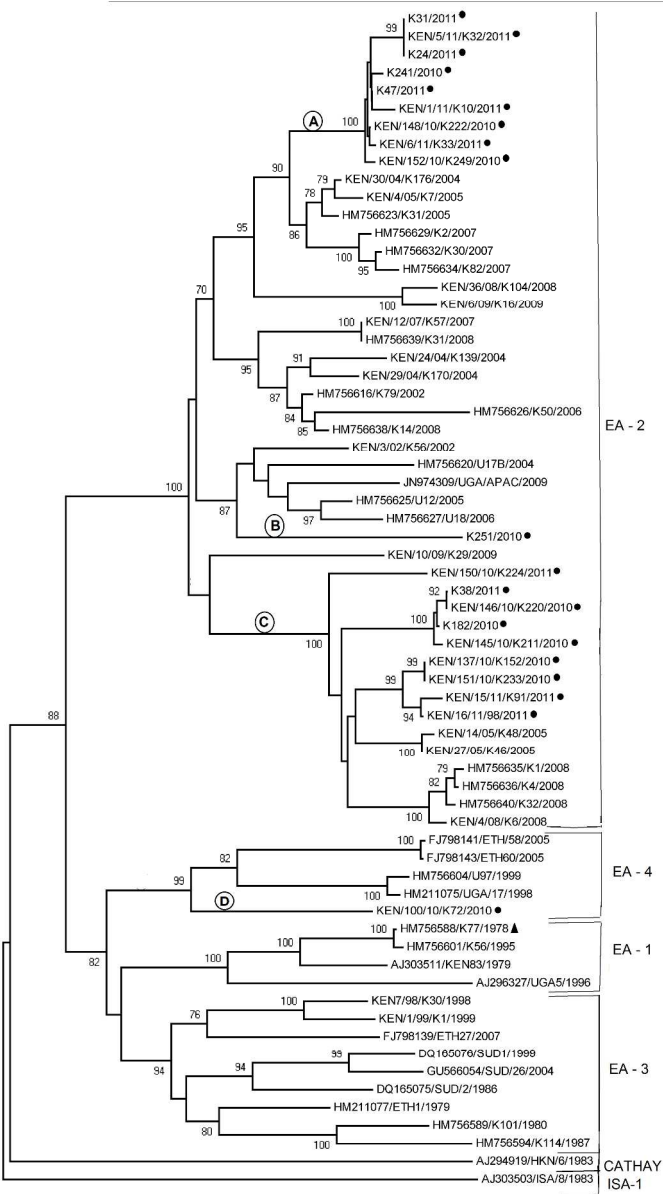 K31/2011●
99
KEN/5/11/K32/2011●
K24/2011●
K241/2010●
K47/2011●
KEN/1/11/K10/2011●
A
100
KEN/148/10/K222/2010●
KEN/6/11/K33/2011●
KEN/152/10/K249/2010●
90
79
KEN/30/04/K176/2004
78
KEN/4/05/K7/2005
HM756623/K31/2005
86
HM756629/K2/2007
95
100
HM756632/K30/2007
95
HM756634/K82/2007
70
KEN/36/08/K104/2008
100
KEN/6/09/K16/2009
100
KEN/12/07/K57/2007
HM756639/K31/2008
95
91
KEN/24/04/K139/2004
KEN/29/04/K170/2004
87
HM756616/K79/2002
84
HM756626/K50/2006
85
HM756638/K14/2008
EA - 2
KEN/3/02/K56/2002
HM756620/U17B/2004
100
JN974309/UGA/APAC/2009
87
HM756625/U12/2005
97
HM756627/U18/2006
B
K251/2010●
KEN/10/09/K29/2009
KEN/150/10/K224/2011●
92
K38/2011●
KEN/146/10/K220/2010●
C
100
K182/2010●
100
KEN/145/10/K211/2010●
99
KEN/137/10/K152/2010●
KEN/151/10/K233/2010●
99
KEN/15/11/K91/2011●
94
KEN/16/11/98/2011●
88
KEN/14/05/K48/2005
100
KEN/27/05/K46/2005
79
HM756635/K1/2008
82
HM756636/K4/2008
HM756640/K32/2008
100
KEN/4/08/K6/2008
100
FJ798141/ETH/58/2005
82
FJ798143/ETH60/2005
EA - 4
99
HM756604/U97/1999
100
HM211075/UGA/17/1998
D
KEN/100/10/K72/2010●
100
HM756588/K77/1978▲
100
HM756601/K56/1995
EA - 1
82
100
AJ303511/KEN83/1979
AJ296327/UGA5/1996
100
KEN7/98/K30/1998
76
KEN/1/99/K1/1999
FJ798139/ETH27/2007
94
99
DQ165076/SUD1/1999
94
GU566054/SUD/26/2004
EA - 3
DQ165075/SUD/2/1986
HM211077/ETH1/1979
80
HM756589/K101/1980
100
HM756594/K114/1987
AJ294919/HKN/6/1983
CATHAY
AJ303503/ISA/8/1983
ISA-1